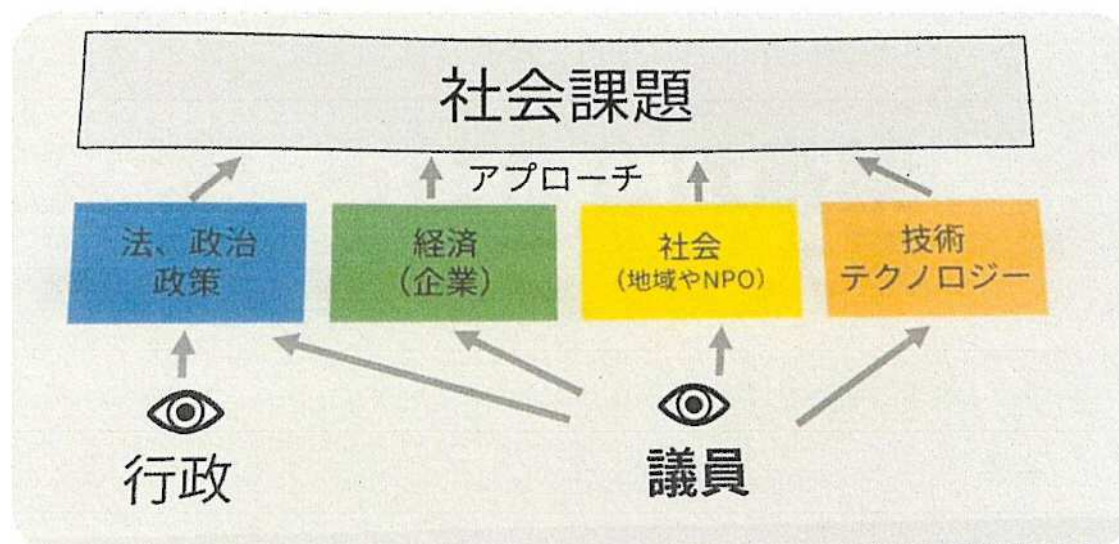 社会課題
アプローチ
法、政治
政策
経済
(企業)
社会
(地域やNPO)
技術
テクノロジー
行政
議員